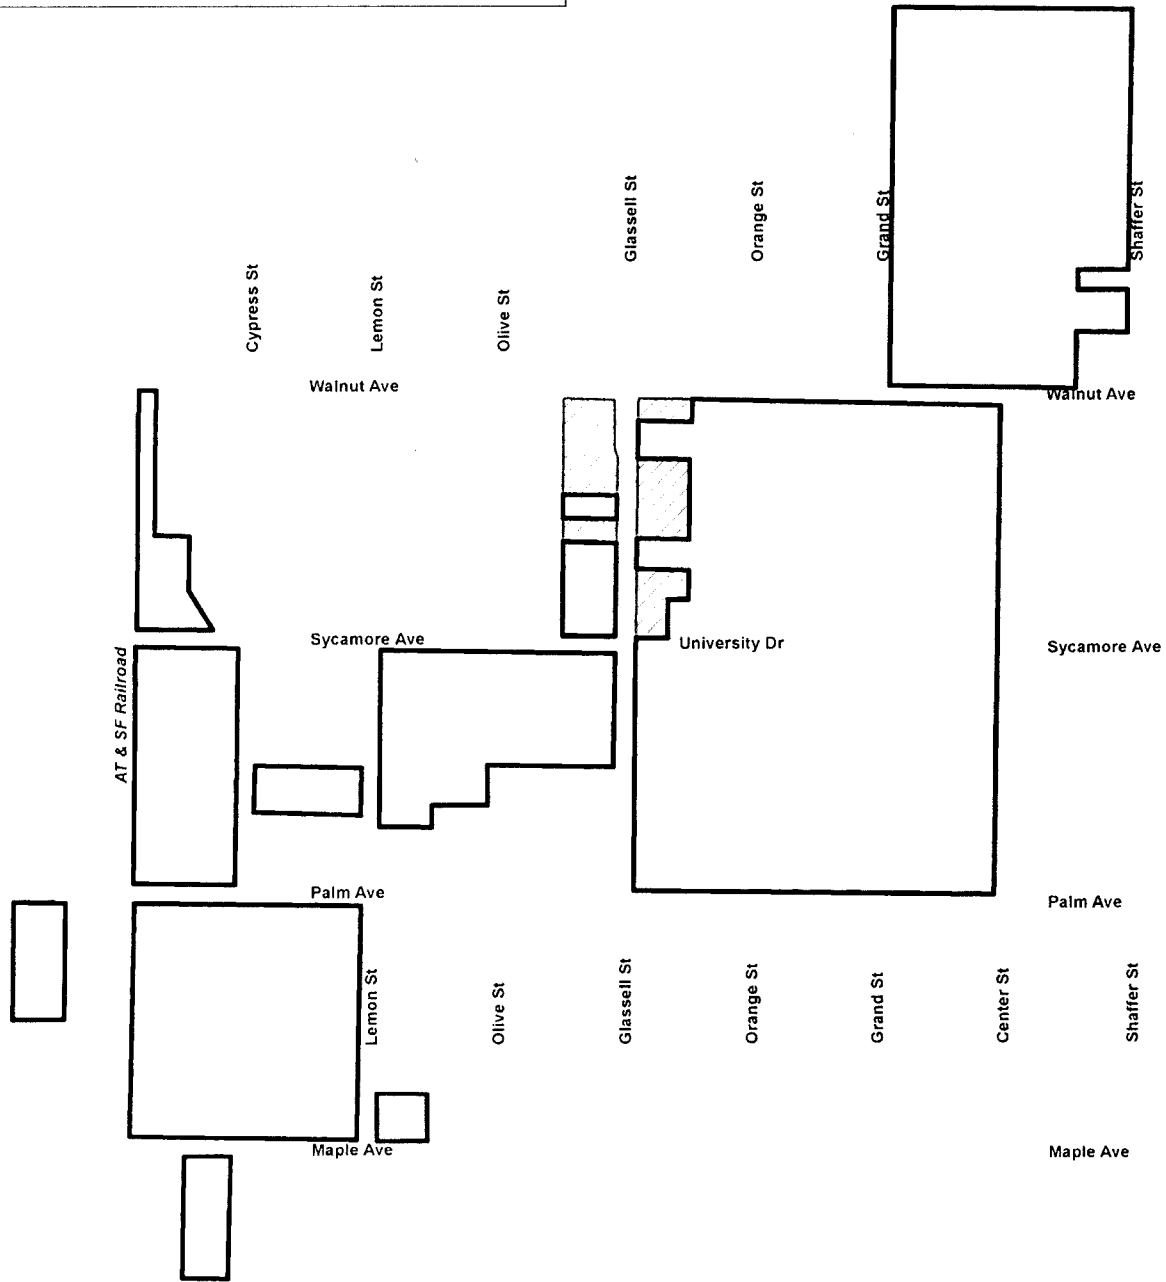 Glassell St
Orange St
Grand St
Shaffer St
Cypress St
Lemon St
Olive St
Walnut Ave
Walnut Ave
Sycamore Ave
University Dr
Sycamore Ave
AT & SF Railroad
Palm Ave
Palm Ave
Lemon St
Olive St
Glassell St
Orange St
Grand St
Center St
Shaffer St
Maple Ave
Maple Ave